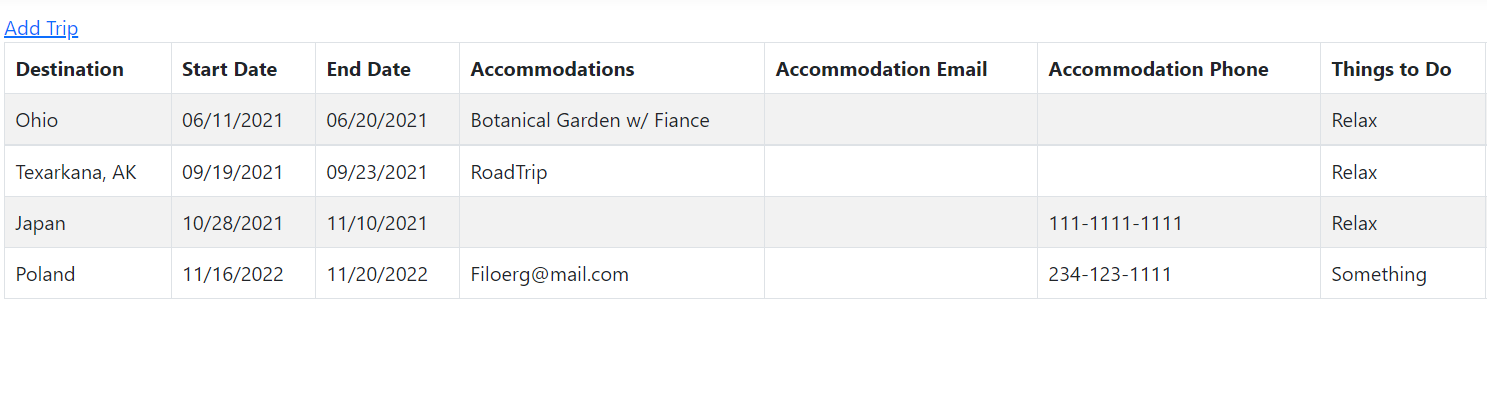 Add Trip
Destination Start Date End Date Accommodations Accommodation Email Accommodation Phone Things to Do
Ohio 06/11/2021 06/20/2021 Botanical Garden w/ Fiance Relax
Texarkana, AK 09/19/2021 09/23/2021 RoadTrip Relax
Japan 10/28/2021 11/10/2021 111-1111-1111 Relax
Poland 11/16/2022 11/20/2022 Filoerg@mail.com 234-123-1111 Something